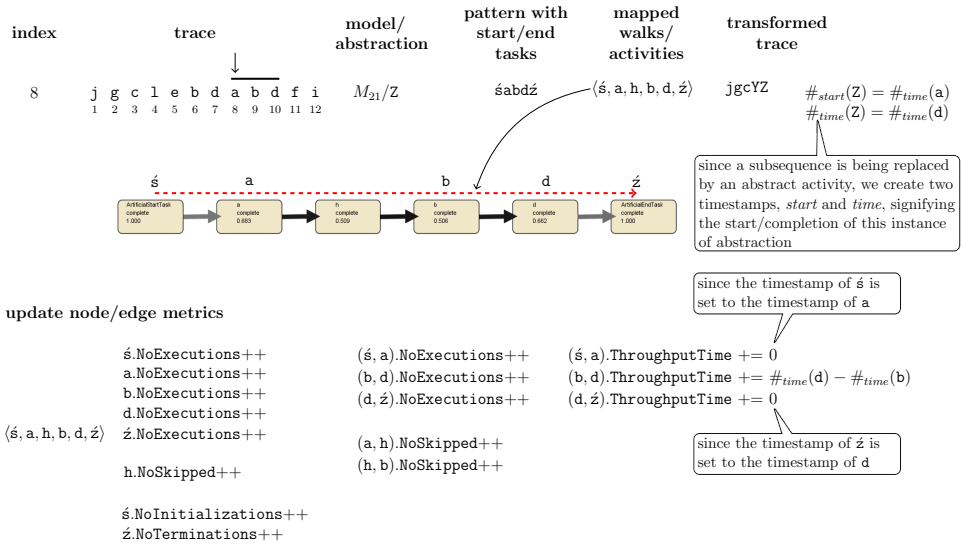 index
trace
model/
abstraction
pattern with
start/end
tasks
mapped
walks/
activities
transformed
trace
8
j g c l e b d a b d f i
1 2 3 4 5 6 7 8 9 10 11 12
M₂₁/Z
śabdź
⟨ś, a, h, b, d, ź⟩
jgcYZ
#start(Z) = #time(a)
#time(Z) = #time(d)
since a subsequence is being replaced
by an abstract activity, we create two
timestamps, start and time, signifying
the start/completion of this instance
of abstraction
ś a b d ź
ArtificialStartTask
complete
1.000
a
complete
0.683
h
complete
0.509
b
complete
0.506
d
complete
0.662
ArtificialEndTask
complete
1.000
since the timestamp of ś is
set to the timestamp of a
update node/edge metrics
⟨ś, a, h, b, d, ź⟩
ś.NoExecutions++
a.NoExecutions++
b.NoExecutions++
d.NoExecutions++
ź.NoExecutions++
h.NoSkipped++
ś.NoInitializations++
ź.NoTerminations++
(ś, a).NoExecutions++
(b, d).NoExecutions++
(d, ź).NoExecutions++
(a, h).NoSkipped++
(h, b).NoSkipped++
(ś, a).ThroughputTime += 0
(b, d).ThroughputTime += #time(d) − #time(b)
(d, ź).ThroughputTime += 0
since the timestamp of ź is
set to the timestamp of d